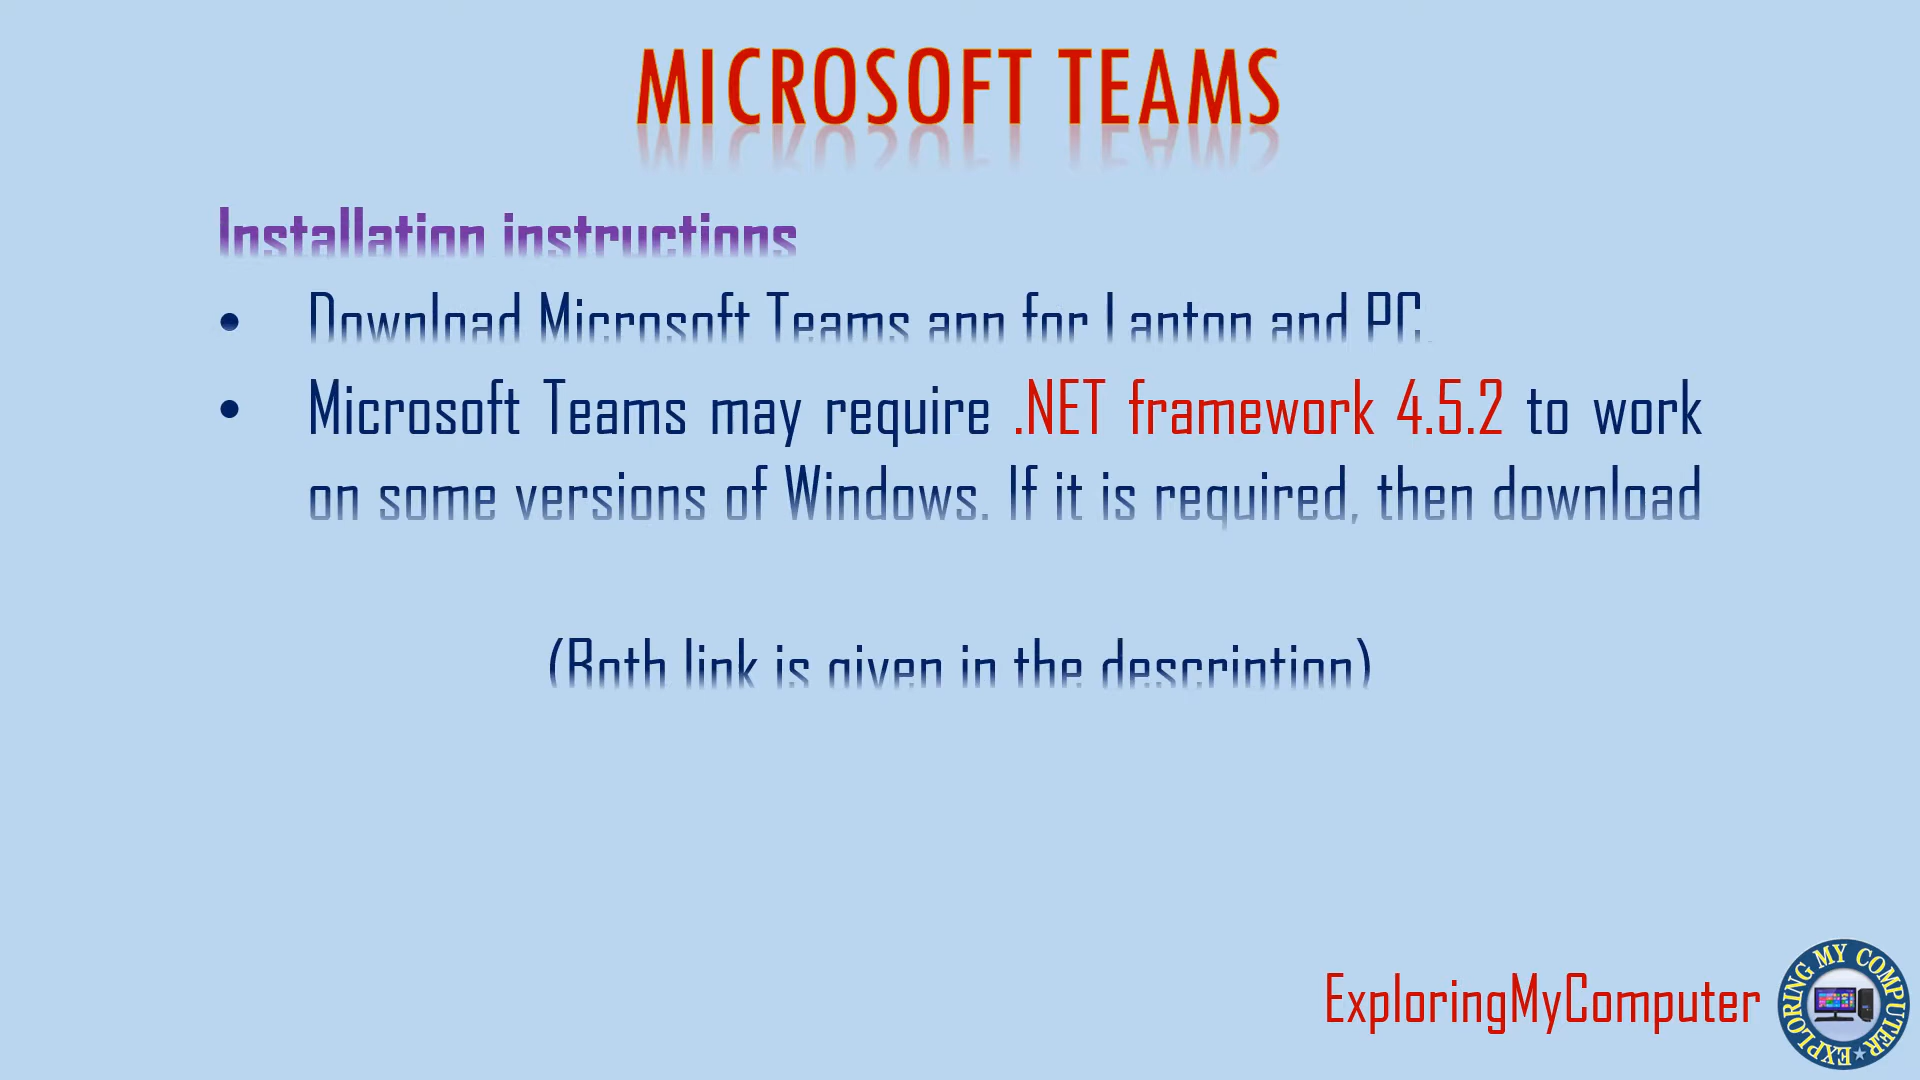 MICROSOFT TEAMS
Installation instructions
• Download Microsoft Teams app for Laptop and PC.
• Microsoft Teams may require .NET framework 4.5.2 to work
on some versions of Windows. If it is required, then download
(Both link is given in the description)
ExploringMyComputer
EXPLORING MY COMPUTER